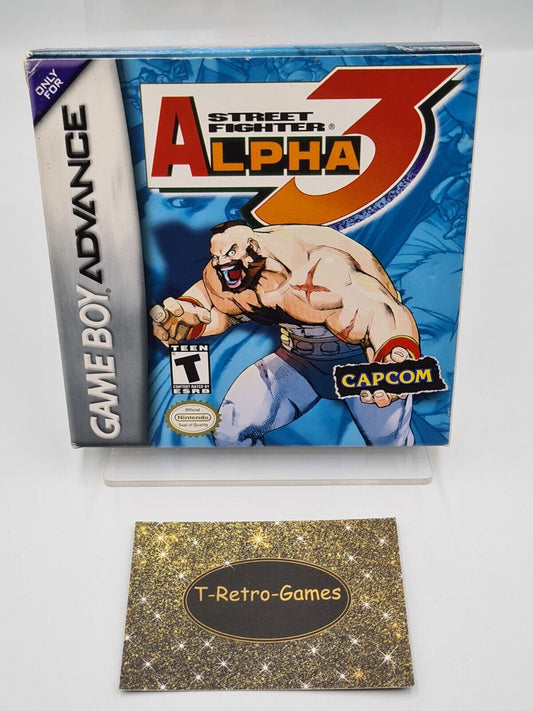 ONLY
FOR
GAME BOY ADVANCE
STREET
FIGHTER®
ALPHA 3
TEEN
T
CONTENT RATED BY
ESRB
CAPCOM
Official
Nintendo
Seal of Quality
T-Retro-Games